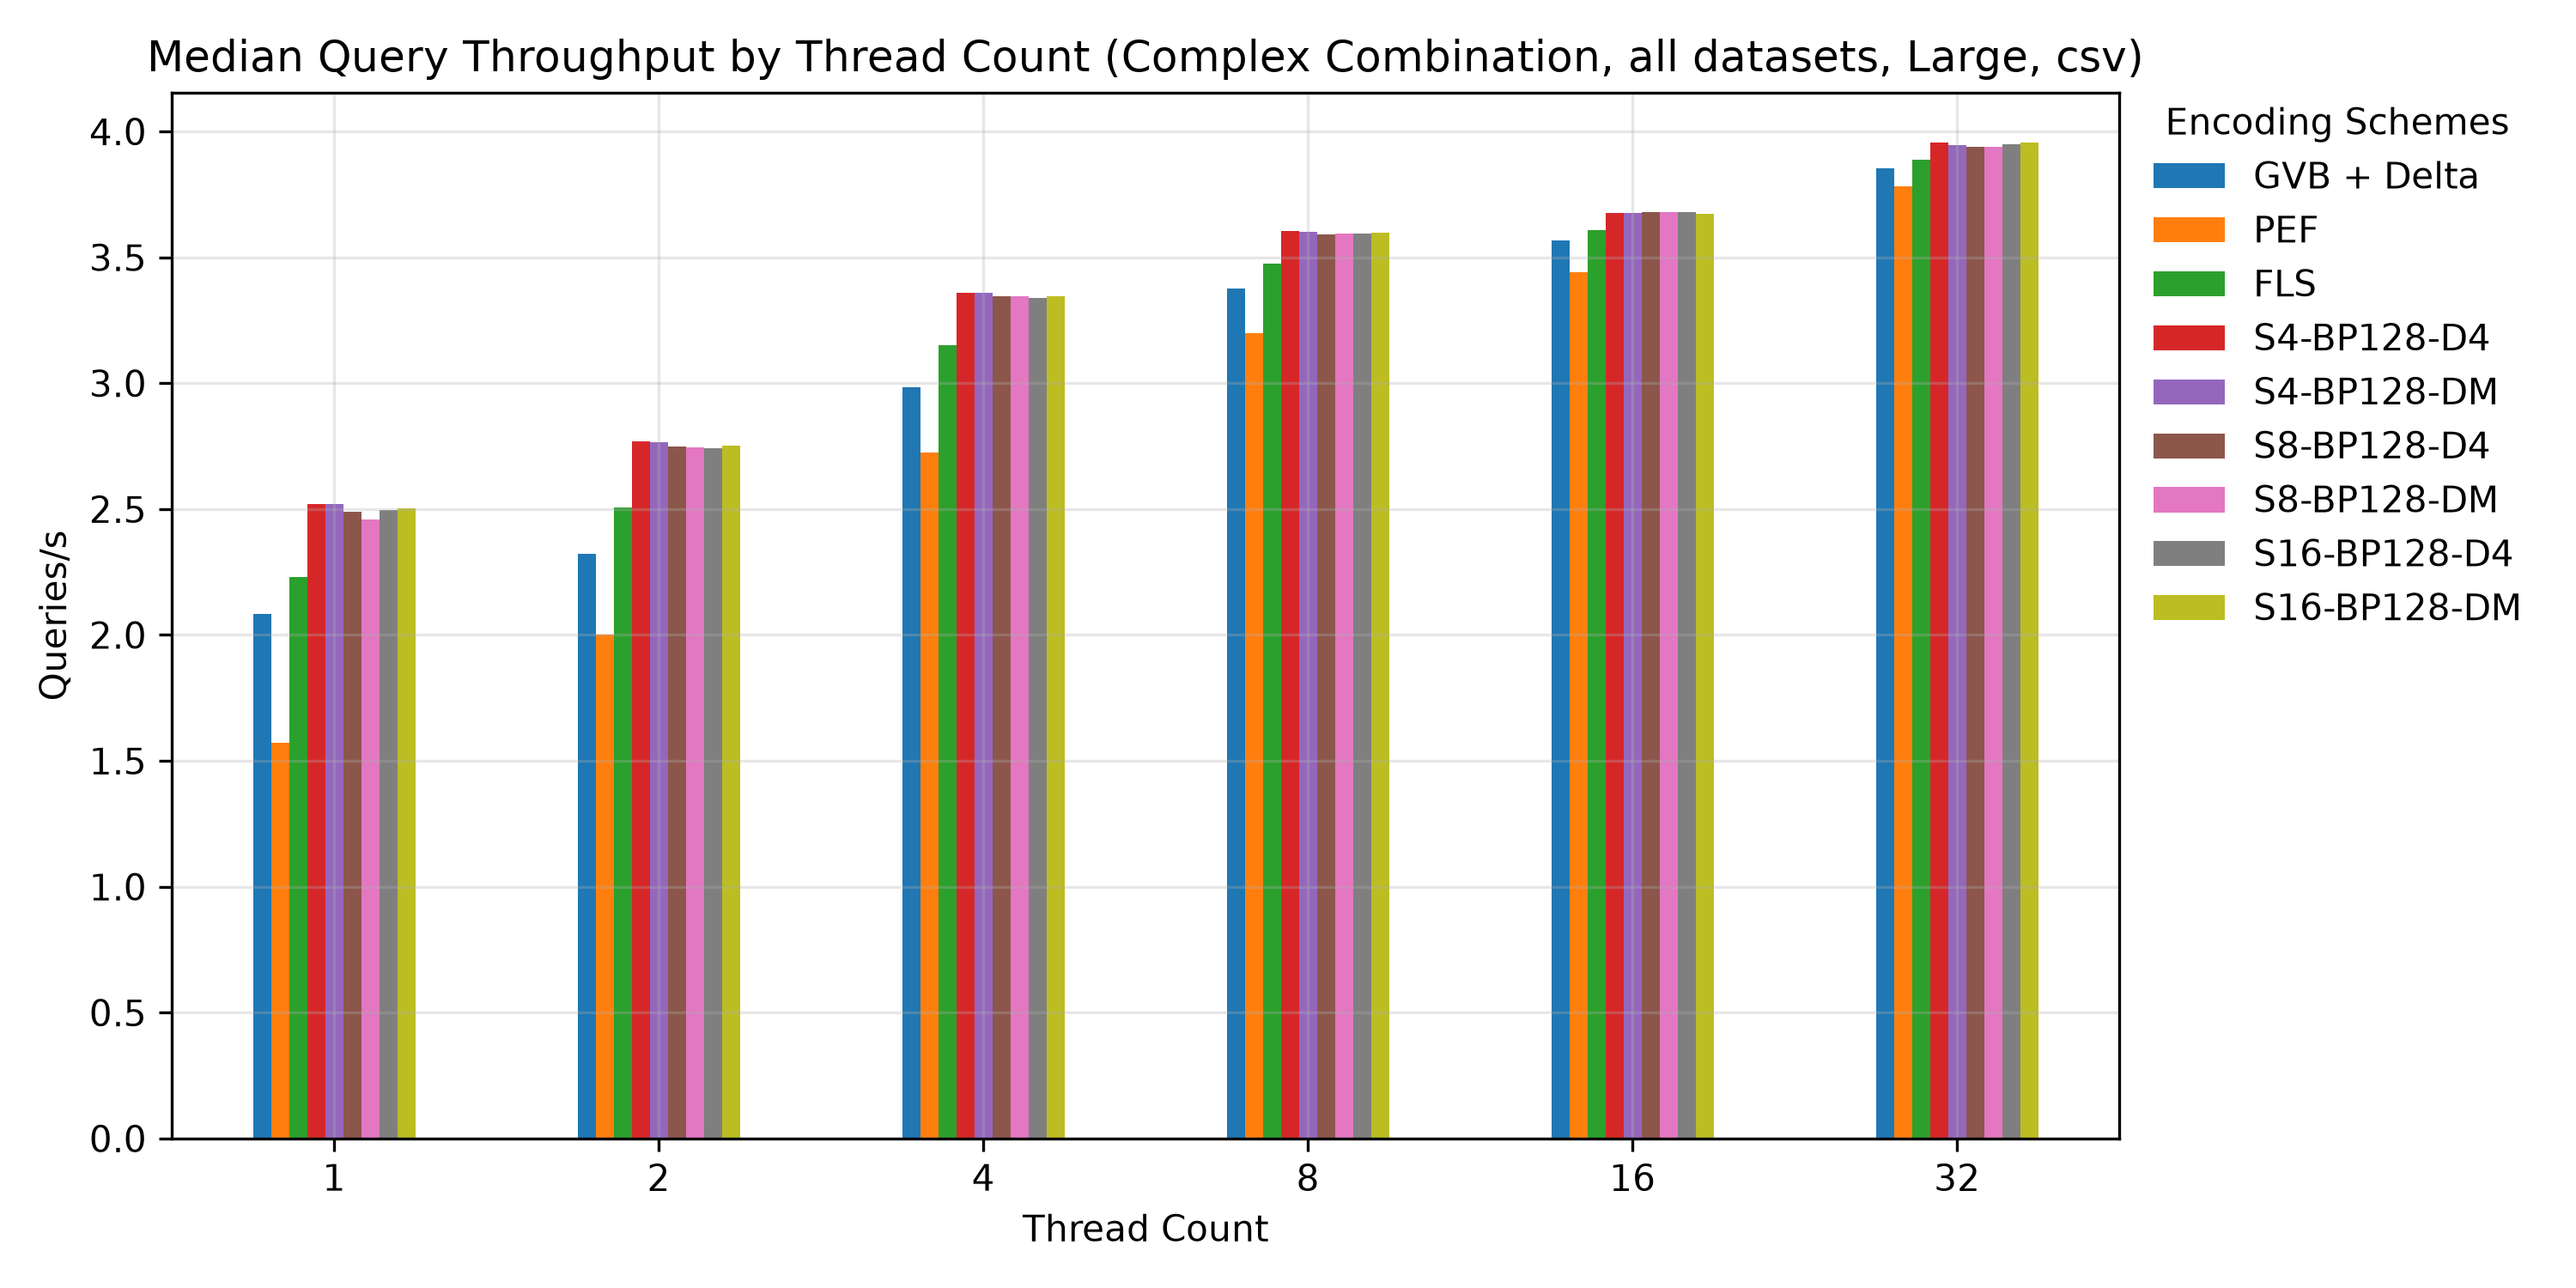 Median Query Throughput by Thread Count (Complex Combination, all datasets, Large, csv)
Queries/s
4.0
3.5
3.0
2.5
2.0
1.5
1.0
0.5
0.0
1 2 4 8 16 32
Thread Count
Encoding Schemes
GVB + Delta
PEF
FLS
S4-BP128-D4
S4-BP128-DM
S8-BP128-D4
S8-BP128-DM
S16-BP128-D4
S16-BP128-DM